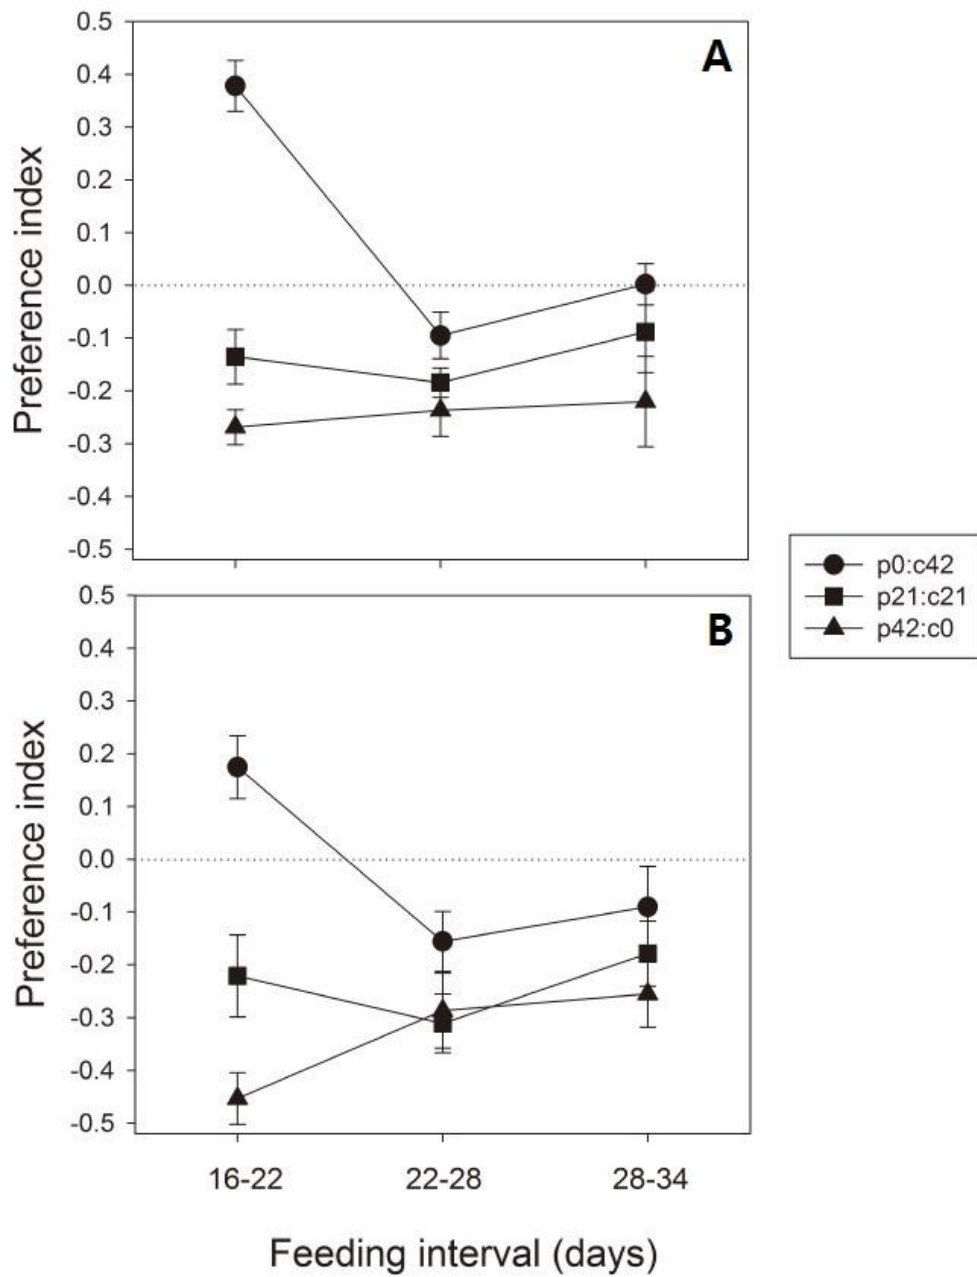 A
Preference index
0.5
0.4
0.3
0.2
0.1
0.0
-0.1
-0.2
-0.3
-0.4
-0.5
p0:c42
p21:c21
p42:c0
B
Preference index
0.5
0.4
0.3
0.2
0.1
0.0
-0.1
-0.2
-0.3
-0.4
-0.5
16-22 22-28 28-34
Feeding interval (days)